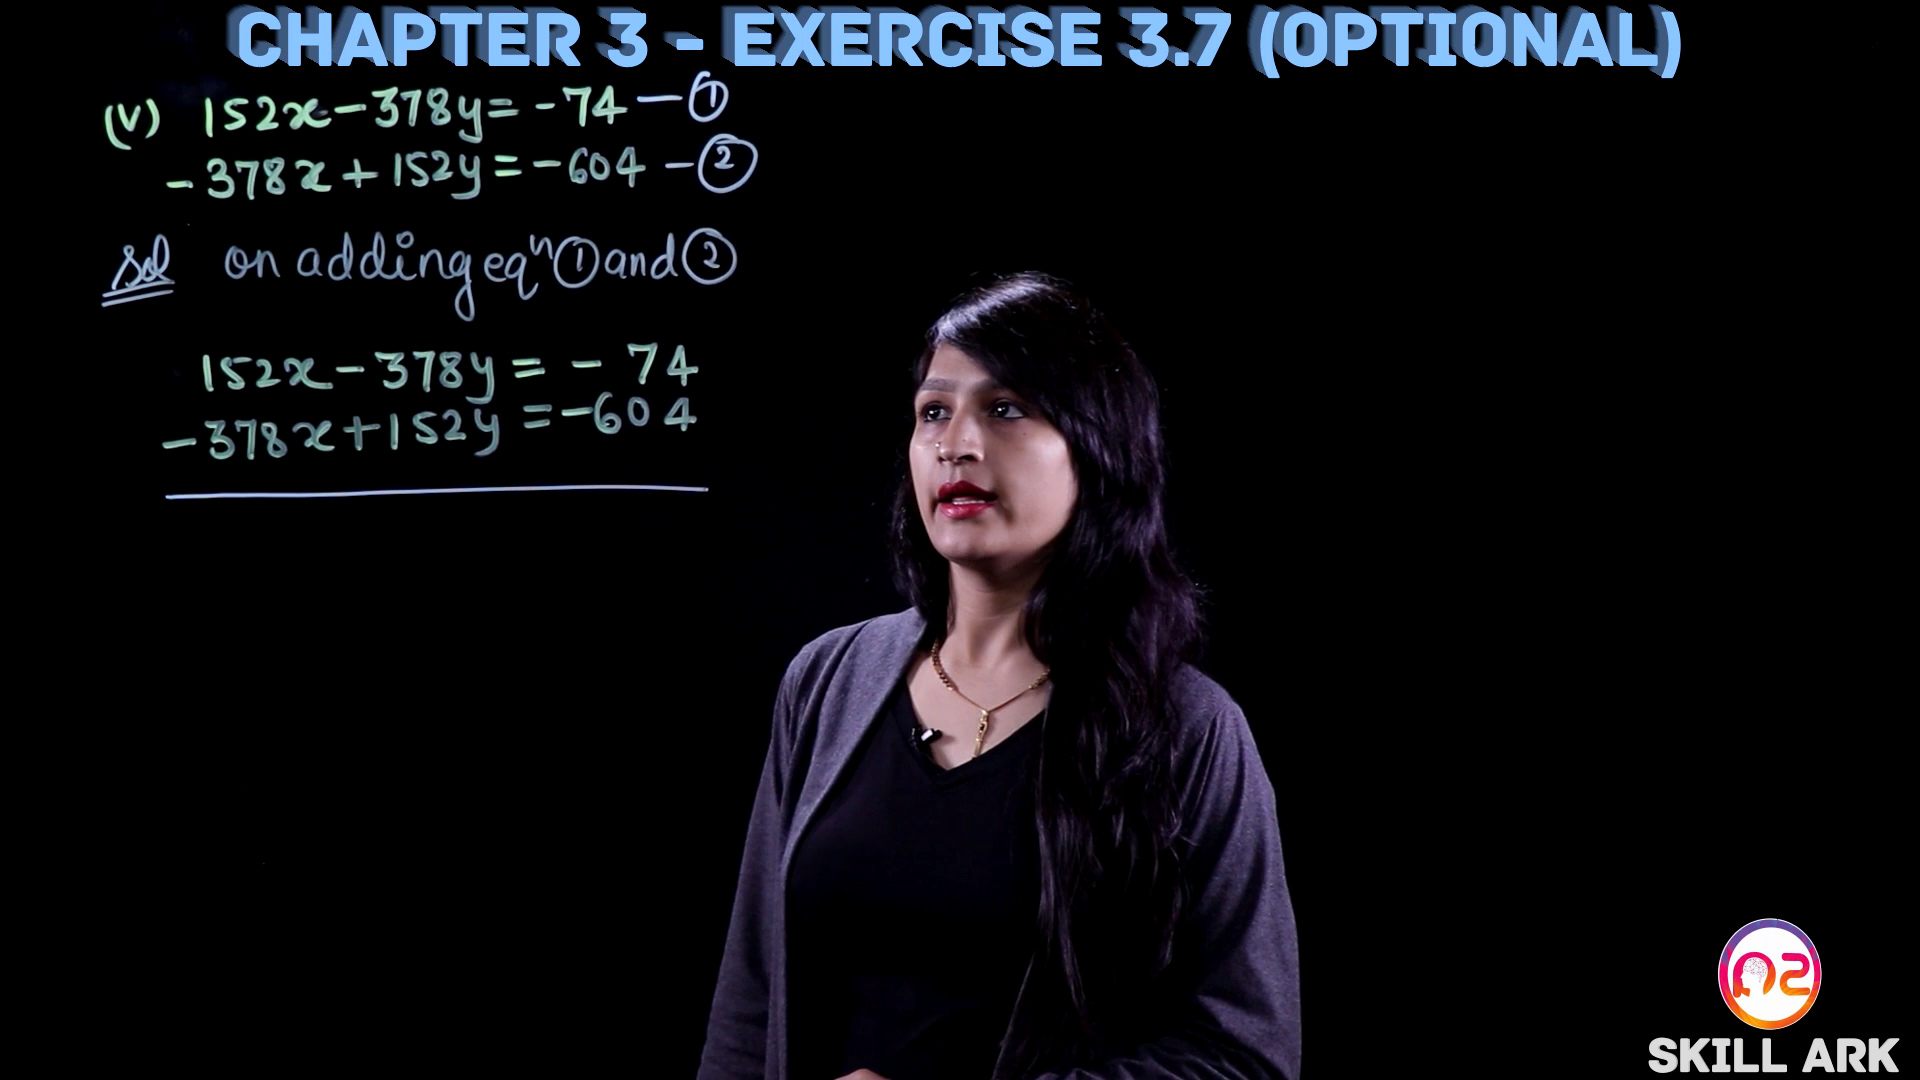 CHAPTER 3 - EXERCISE 3.7 (OPTIONAL)
(V) 152x - 378y = - 74 — ①
- 378x + 152y = - 604 - ②
Sol on adding eqⁿ ① and ②
152x - 378y = - 74
- 378x + 152y = - 604
SKILL ARK